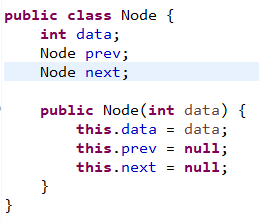 public class Node {
    int data;
    Node prev;
    Node next;

    public Node(int data) {
        this.data = data;
        this.prev = null;
        this.next = null;
    }
}